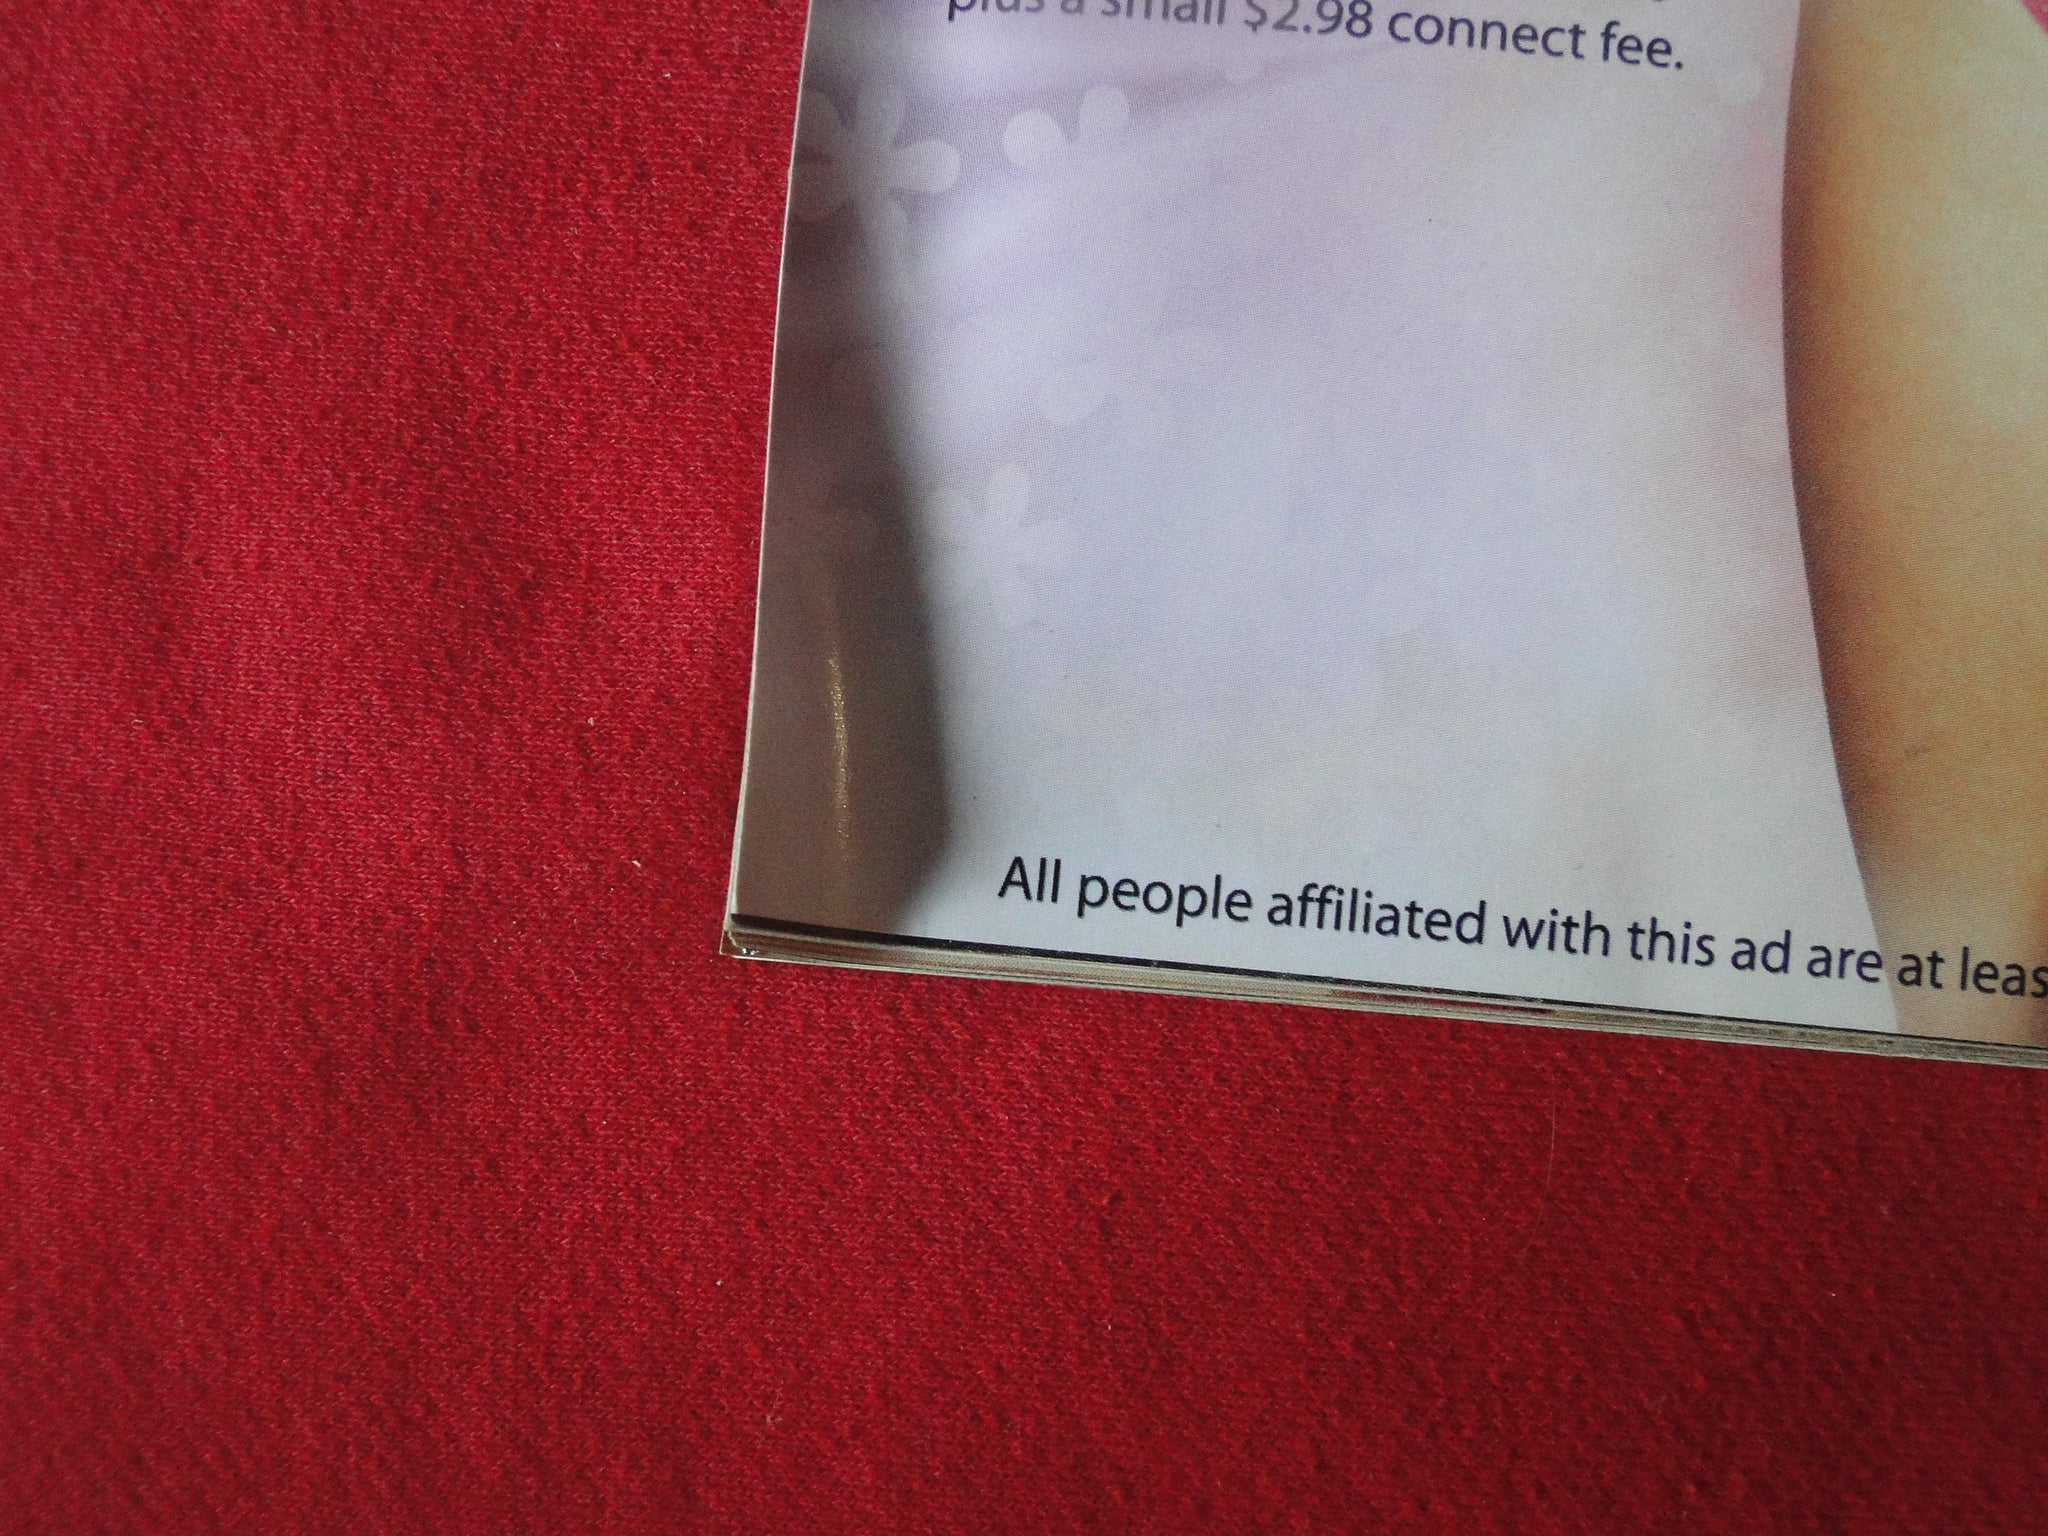 plus a small $2.98 connect fee.
All people affiliated with this ad are at leas